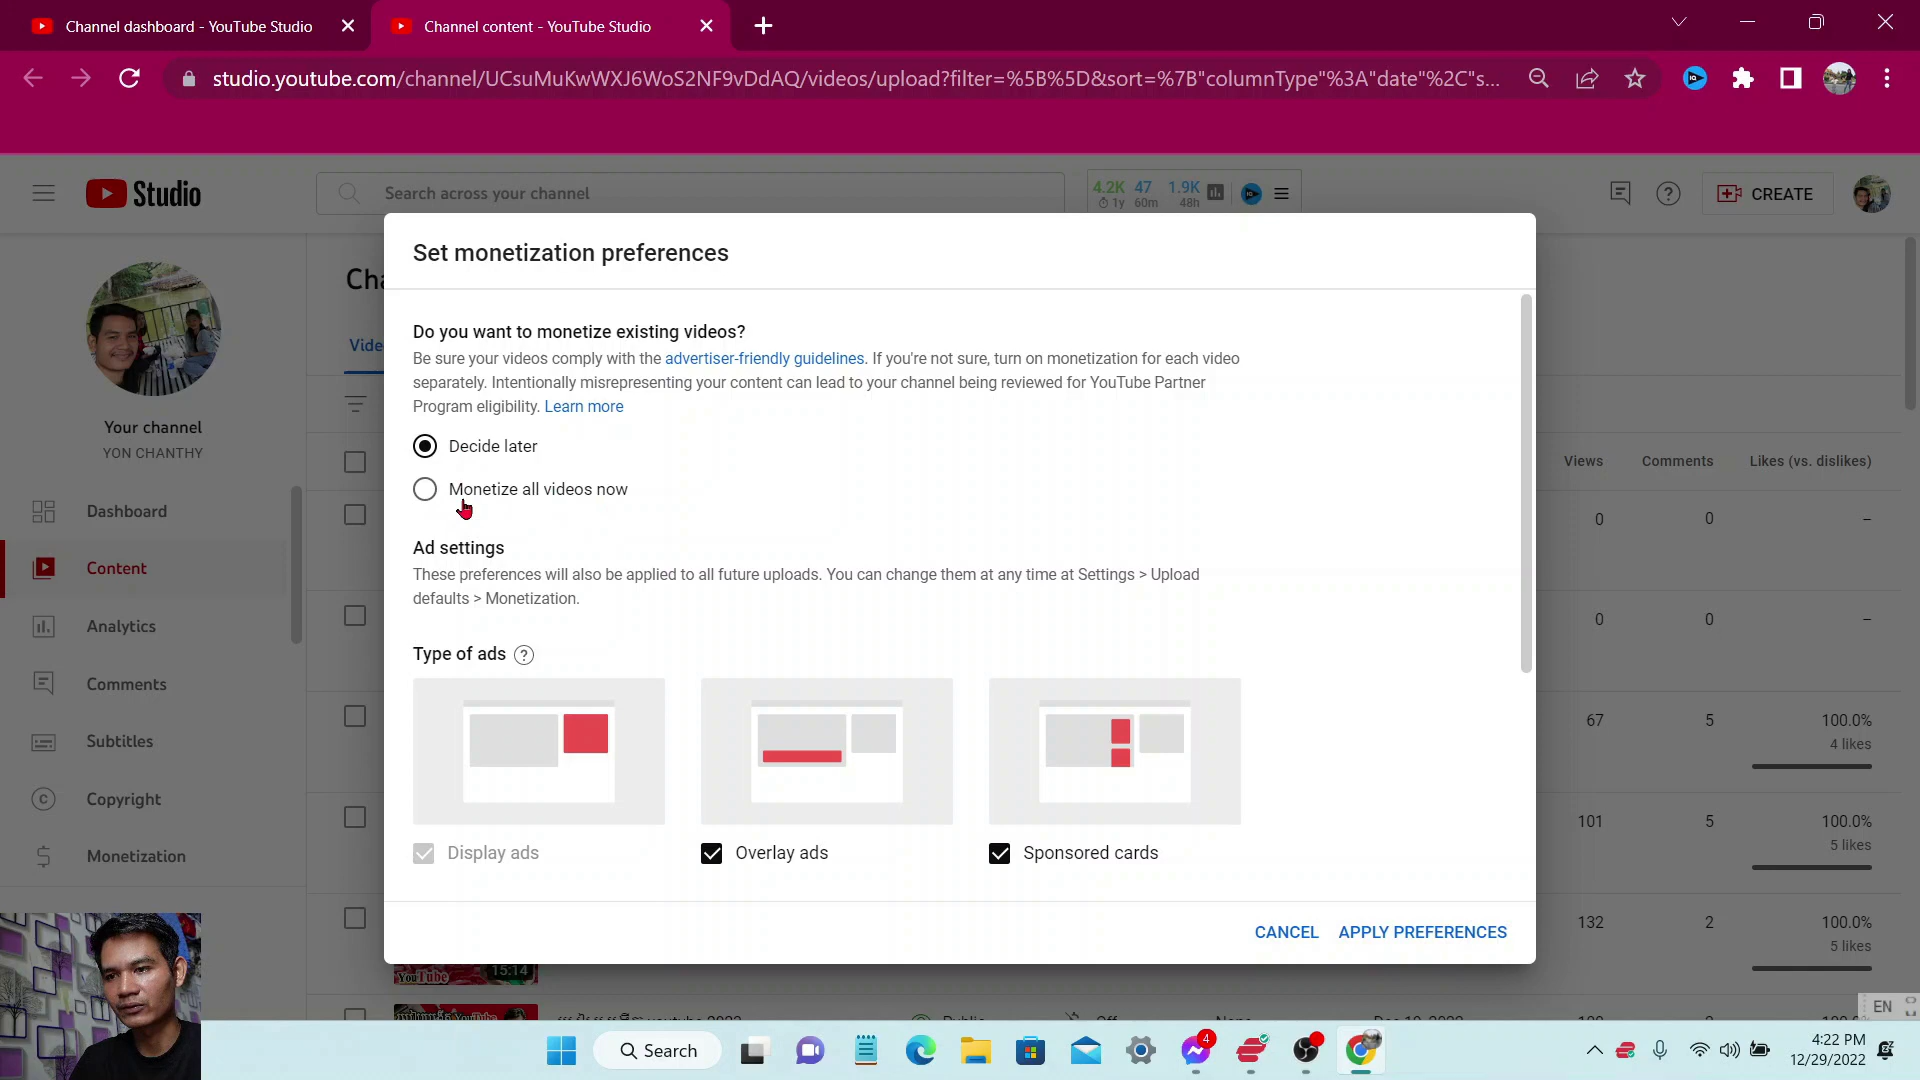 Channel dashboard - YouTube Studio
Channel content - YouTube Studio
studio.youtube.com/channel/UCsuMuKwWXJ6WoS2NF9vDdAQ/videos/upload?filter=%5B%5D&sort=%7B"columnType"%3A"date"%2C"s...
Studio
Search across your channel
4.2K 47 1.9K
1y 60m 48h
CREATE
Set monetization preferences
Cha
Do you want to monetize existing videos?
Vide
Be sure your videos comply with the advertiser-friendly guidelines. If you're not sure, turn on monetization for each video
separately. Intentionally misrepresenting your content can lead to your channel being reviewed for YouTube Partner
Program eligibility. Learn more
Your channel
YON CHANTHY
Decide later
Monetize all videos now
Views Comments Likes (vs. dislikes)
Dashboard
Content
Analytics
Comments
Subtitles
Copyright
Monetization
Ad settings
These preferences will also be applied to all future uploads. You can change them at any time at Settings > Upload
defaults > Monetization.
Type of ads
Display ads
Overlay ads
Sponsored cards
0 0 –
0 0 –
67 5 100.0%
4 likes
101 5 100.0%
5 likes
132 2 100.0%
5 likes
CANCEL APPLY PREFERENCES
YouTube 15:14
EN
Search
4
4:22 PM
12/29/2022